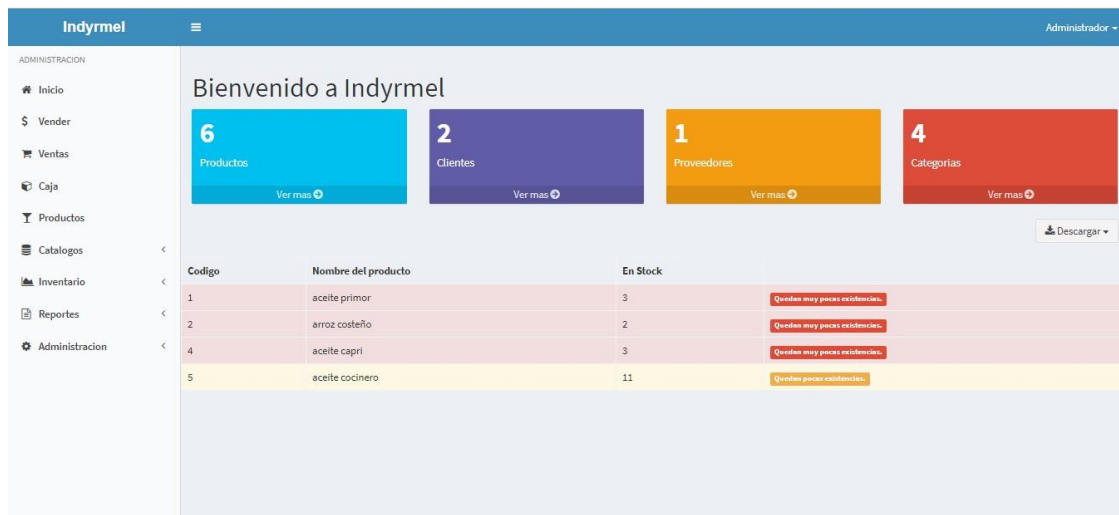 Indyrmel
Administrador
ADMINISTRACION
Inicio
Vender
Ventas
Caja
Productos
Catalogos
Inventario
Reportes
Administracion
Bienvenido a Indyrmel
6
Productos
Ver mas
2
Clientes
Ver mas
1
Proveedores
Ver mas
4
Categorias
Ver mas
Descargar
Codigo Nombre del producto En Stock
1 aceite primor 3 Quedan muy pocas existencias.
2 arroz costeño 2 Quedan muy pocas existencias.
4 aceite capri 3 Quedan muy pocas existencias.
5 aceite cocinero 11 Quedan pocas existencias.